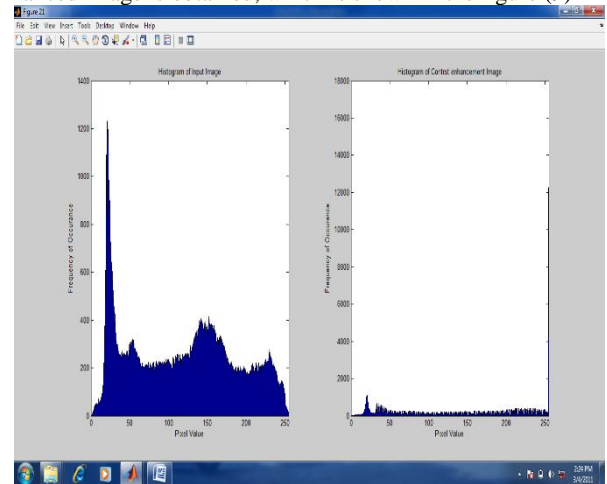 Figure 21
File Edit View Insert Tools Desktop Window Help
Histogram of Input Image
Histogram of Contrst enhancement Image
Frequency of Occurance
1400
1200
1000
800
600
400
200
0
0 50 100 150 200 250
Pixel Value
Frequency of Occurance
18000
16000
14000
12000
10000
8000
6000
4000
2000
0
0 50 100 150 200 250
Pixel Value
2:24 PM
3/4/2011